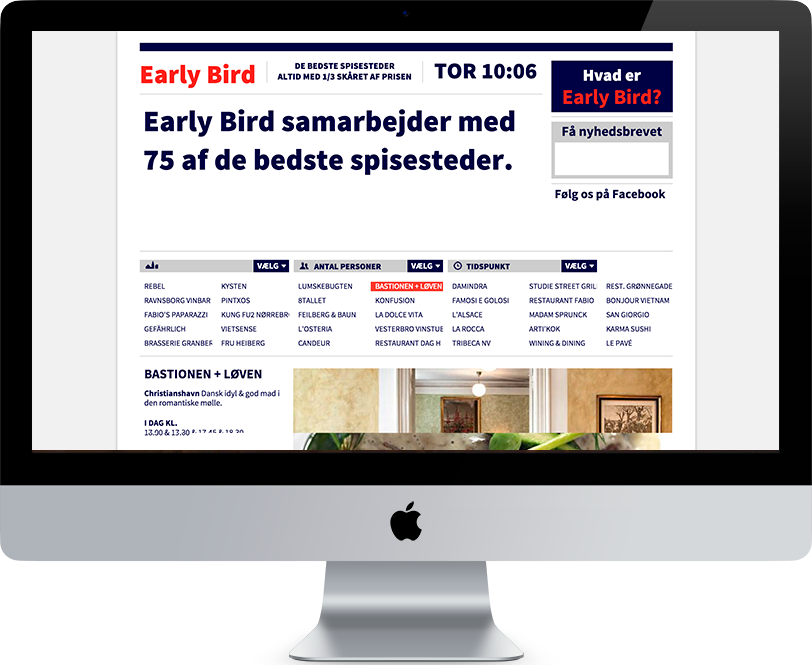 Early Bird
DE BEDSTE SPISESTEDER
ALTID MED 1/3 SKÅRET AF PRISEN
TOR 10:06
Hvad er
Early Bird?
Early Bird samarbejder med
75 af de bedste spisesteder.
Få nyhedsbrevet
Følg os på Facebook
VÆLG
ANTAL PERSONER
VÆLG
TIDSPUNKT
VÆLG
REBEL
RAVNSBORG VINBAR
FABIO'S PAPARAZZI
GEFÄHRLICH
BRASSERIE GRANBER
KYSTEN
PINTXOS
KUNG FU2 NØRREBR
VIETSENSE
FRU HEIBERG
LUMSKEBUGTEN
8TALLET
FEILBERG & BAUN
L'OSTERIA
CANDEUR
BASTIONEN + LØVEN
KONFUSION
LA DOLCE VITA
VESTERBRO VINSTUE
RESTAURANT DAG H
DAMINDRA
FAMOSI E GOLOSI
L'ALSACE
LA ROCCA
TRIBECA NV
STUDIE STREET GRIL
RESTAURANT FABIO
MADAM SPRUNCK
ARTI'KOK
WINING & DINING
REST. GRØNNEGADE
BONJOUR VIETNAM
SAN GIORGIO
KARMA SUSHI
LE PAVÉ
BASTIONEN + LØVEN
Christianshavn Dansk idyl & god mad i
den romantiske mølle.
I DAG KL.
13.00 & 13.30 & 17.45 & 18.30